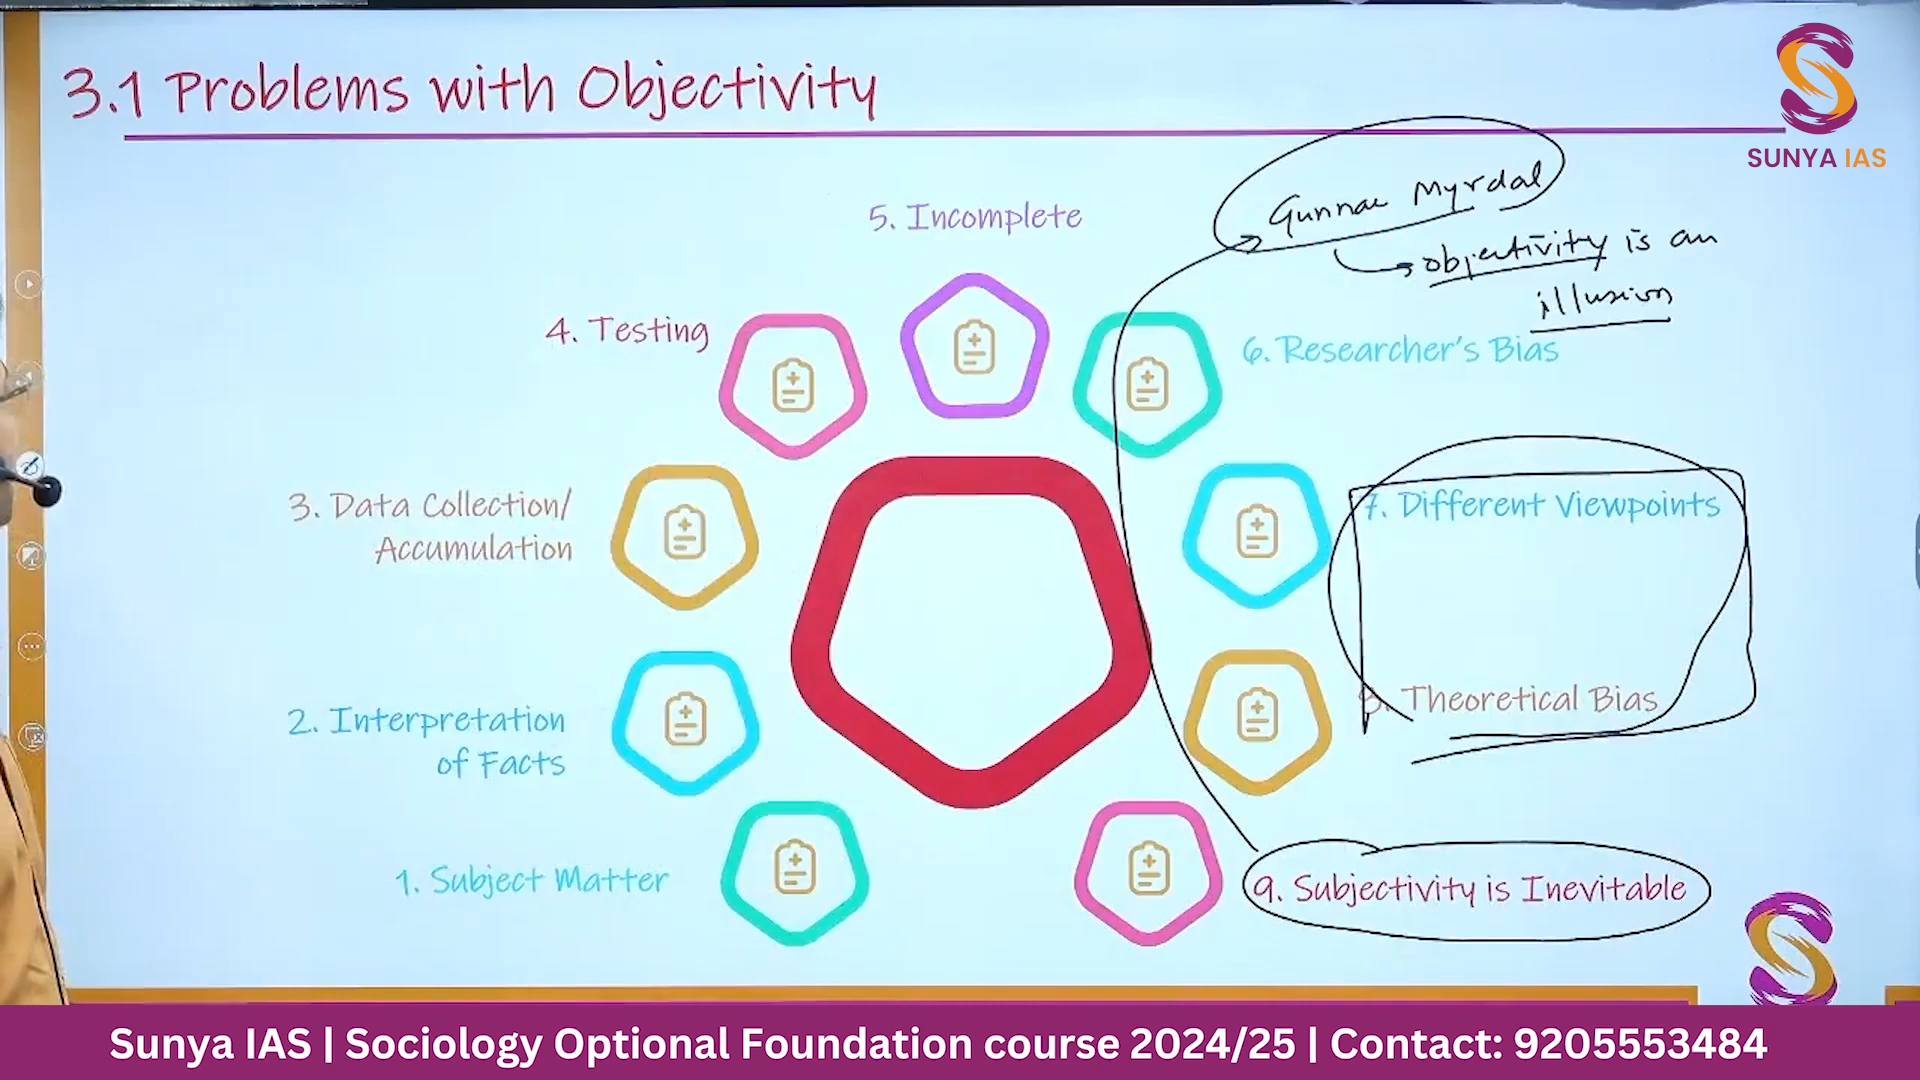 3.1 Problems with Objectivity
SUNYA IAS
Gunnar Myrdal
objectivity is an
illusion
5. Incomplete
4. Testing
6. Researcher's Bias
3. Data Collection/
Accumulation
7. Different Viewpoints
2. Interpretation
of Facts
8. Theoretical Bias
1. Subject Matter
9. Subjectivity is Inevitable
Sunya IAS | Sociology Optional Foundation course 2024/25 | Contact: 9205553484